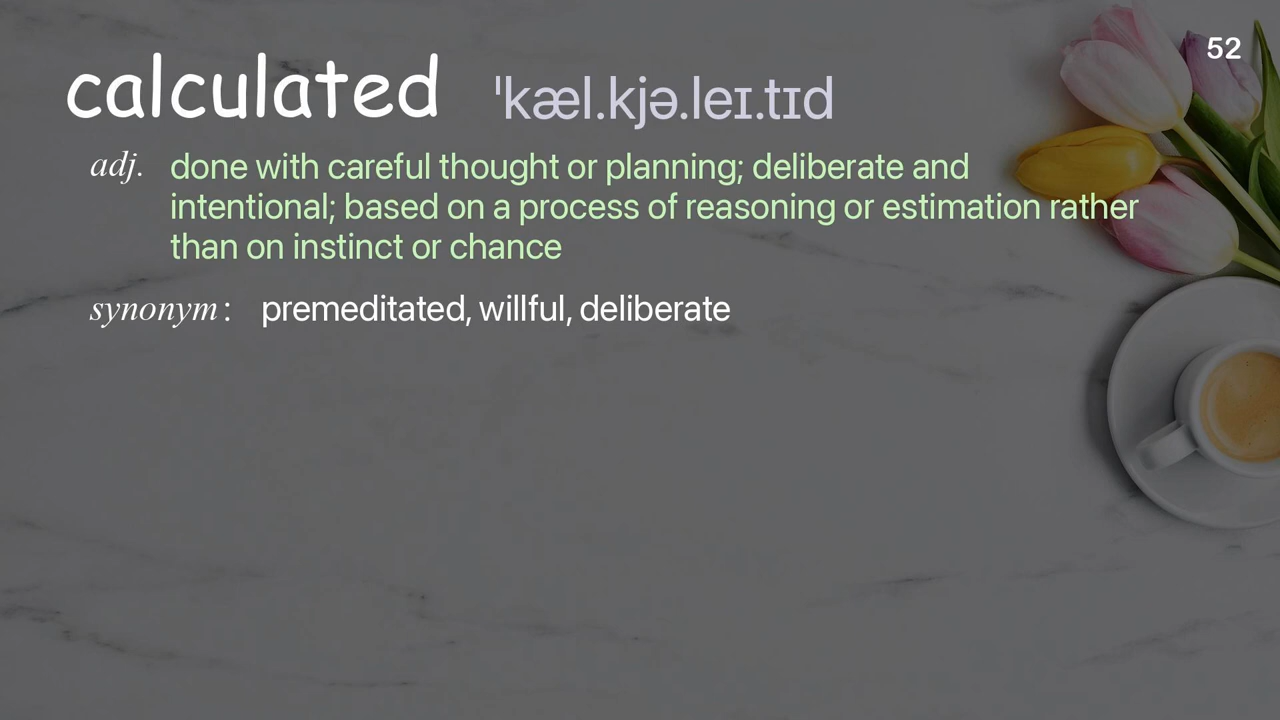 52
calculated ˈkæl.kjə.leɪ.tɪd
adj. done with careful thought or planning; deliberate and
intentional; based on a process of reasoning or estimation rather
than on instinct or chance
synonym : premeditated, willful, deliberate